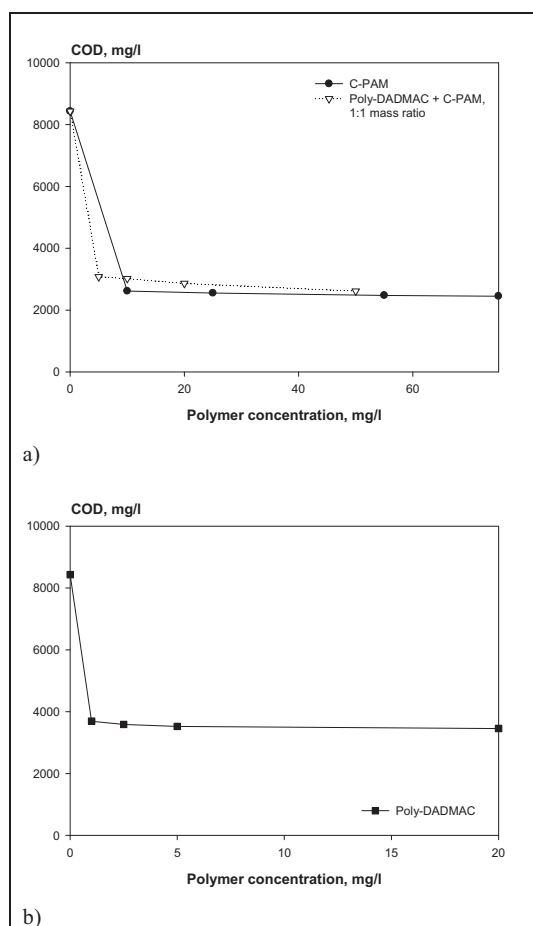 COD, mg/l
10000
8000
6000
4000
2000
0
C-PAM
Poly-DADMAC + C-PAM,
1:1 mass ratio
0 20 40 60
Polymer concentration, mg/l
a)
COD, mg/l
10000
8000
6000
4000
2000
0
Poly-DADMAC
0 5 10 15 20
Polymer concentration, mg/l
b)